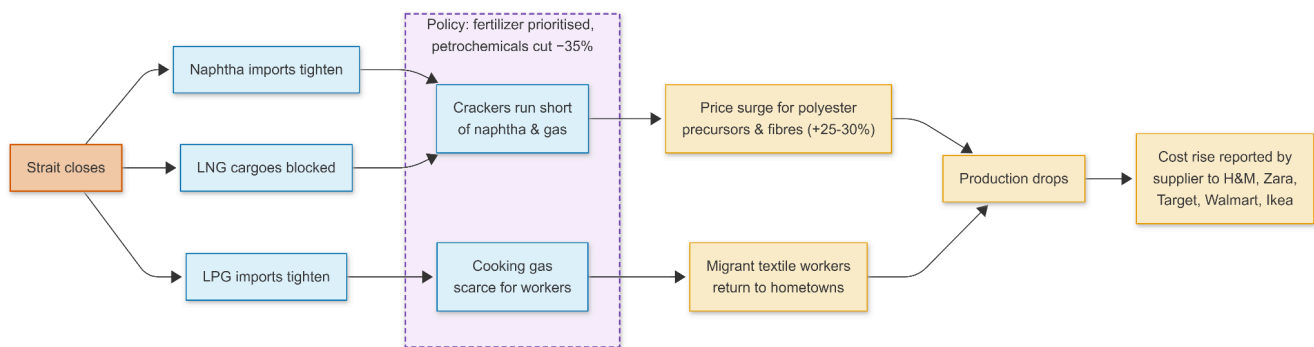 Policy: fertilizer prioritised,
petrochemicals cut −35%
Naphtha imports tighten
Crackers run short
of naphtha & gas
Price surge for polyester
precursors & fibres (+25-30%)
Strait closes
LNG cargoes blocked
Production drops
Cost rise reported by
supplier to H&M, Zara,
Target, Walmart, Ikea
LPG imports tighten
Cooking gas
scarce for workers
Migrant textile workers
return to hometowns